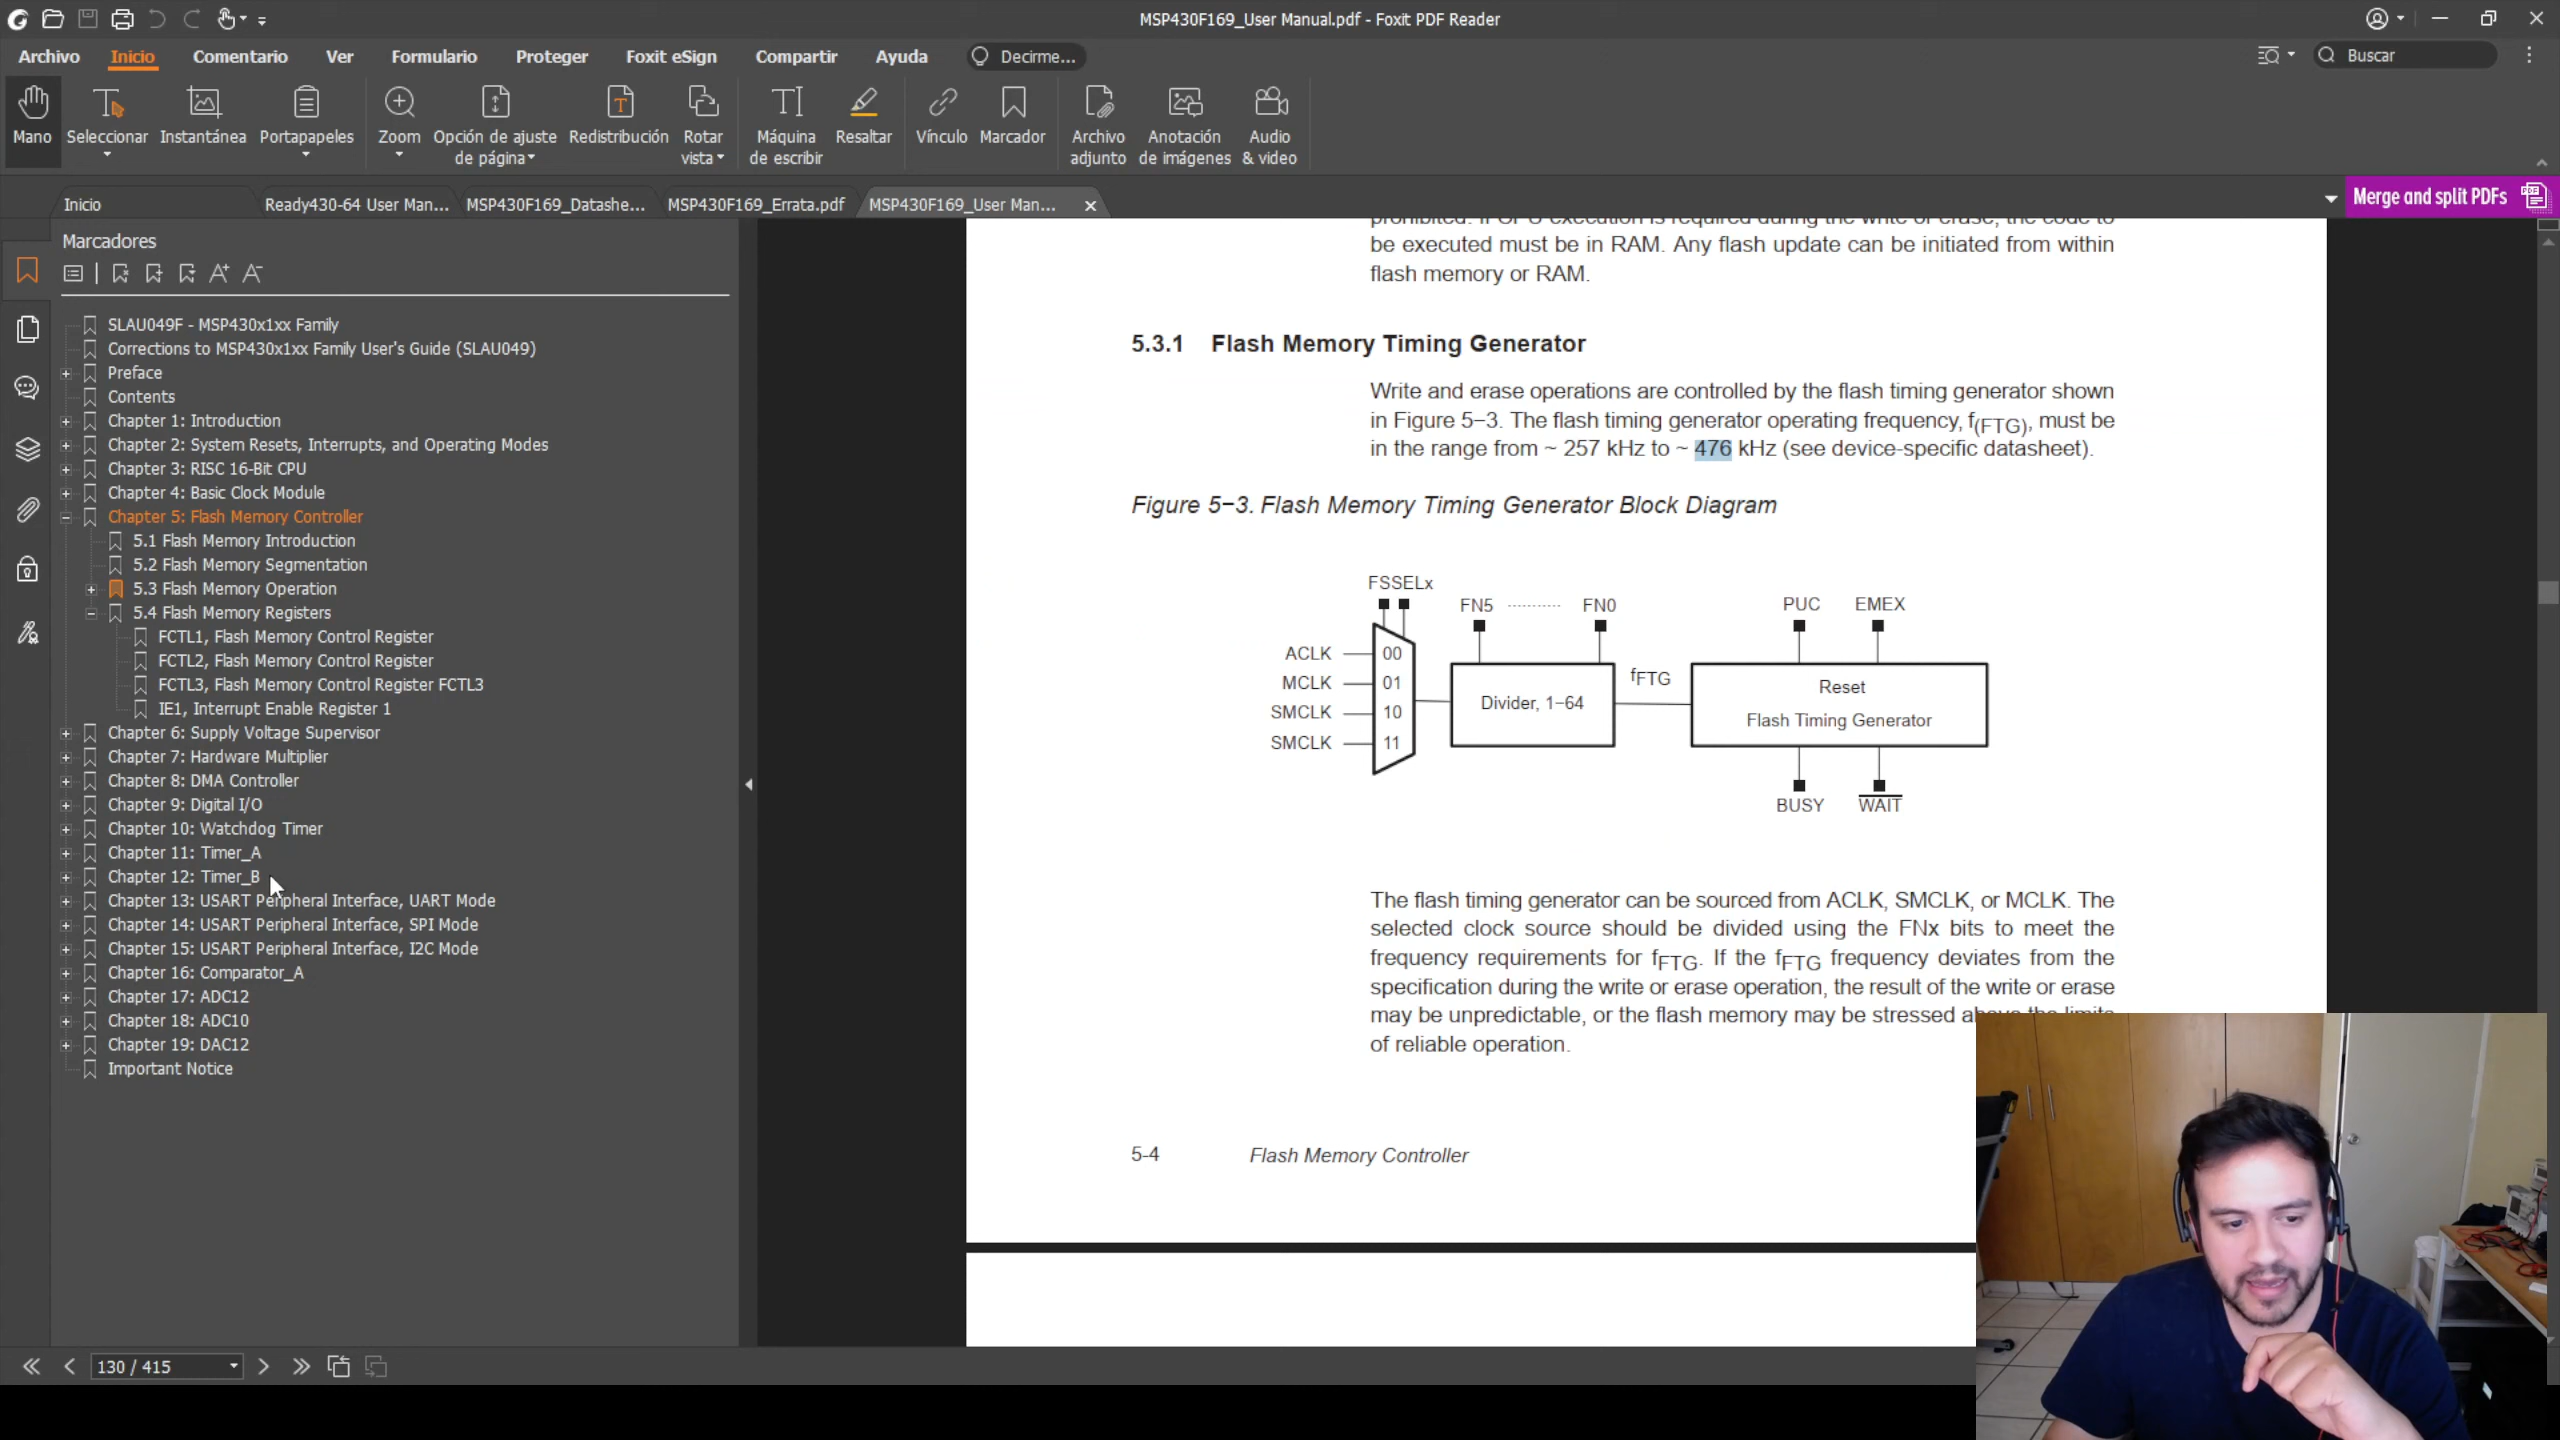 MSP430F169_User Manual.pdf - Foxit PDF Reader
Archivo Inicio Comentario Ver Formulario Proteger Foxit eSign Compartir Ayuda Decirme... Buscar
Mano Seleccionar Instantánea Portapapeles Zoom Opción de ajuste de página Redistribución Rotar vista Máquina de escribir Resaltar Vínculo Marcador Archivo adjunto Anotación de imágenes Audio & video
Inicio Ready430-64 User Man... MSP430F169_Datashe... MSP430F169_Errata.pdf MSP430F169_User Man... Merge and split PDFs
Marcadores
SLAU049F - MSP430x1xx Family
Corrections to MSP430x1xx Family User's Guide (SLAU049)
Preface
Contents
Chapter 1: Introduction
Chapter 2: System Resets, Interrupts, and Operating Modes
Chapter 3: RISC 16-Bit CPU
Chapter 4: Basic Clock Module
Chapter 5: Flash Memory Controller
5.1 Flash Memory Introduction
5.2 Flash Memory Segmentation
5.3 Flash Memory Operation
5.4 Flash Memory Registers
FCTL1, Flash Memory Control Register
FCTL2, Flash Memory Control Register
FCTL3, Flash Memory Control Register FCTL3
IE1, Interrupt Enable Register 1
Chapter 6: Supply Voltage Supervisor
Chapter 7: Hardware Multiplier
Chapter 8: DMA Controller
Chapter 9: Digital I/O
Chapter 10: Watchdog Timer
Chapter 11: Timer_A
Chapter 12: Timer_B
Chapter 13: USART Peripheral Interface, UART Mode
Chapter 14: USART Peripheral Interface, SPI Mode
Chapter 15: USART Peripheral Interface, I2C Mode
Chapter 16: Comparator_A
Chapter 17: ADC12
Chapter 18: ADC10
Chapter 19: DAC12
Important Notice
130 / 415
prohibited. If CPU execution is required during the write or erase, the code to
be executed must be in RAM. Any flash update can be initiated from within
flash memory or RAM.
5.3.1 Flash Memory Timing Generator
Write and erase operations are controlled by the flash timing generator shown
in Figure 5−3. The flash timing generator operating frequency, f(FTG), must be
in the range from ~ 257 kHz to ~ 476 kHz (see device-specific datasheet).
Figure 5−3. Flash Memory Timing Generator Block Diagram
FSSELx
FN5 FN0 PUC EMEX
ACLK 00
MCLK 01
SMCLK 10
SMCLK 11
Divider, 1−64
fFTG
Reset
Flash Timing Generator
BUSY WAIT
The flash timing generator can be sourced from ACLK, SMCLK, or MCLK. The
selected clock source should be divided using the FNx bits to meet the
frequency requirements for fFTG. If the fFTG frequency deviates from the
specification during the write or erase operation, the result of the write or erase
may be unpredictable, or the flash memory may be stressed above the limits
of reliable operation.
5-4 Flash Memory Controller